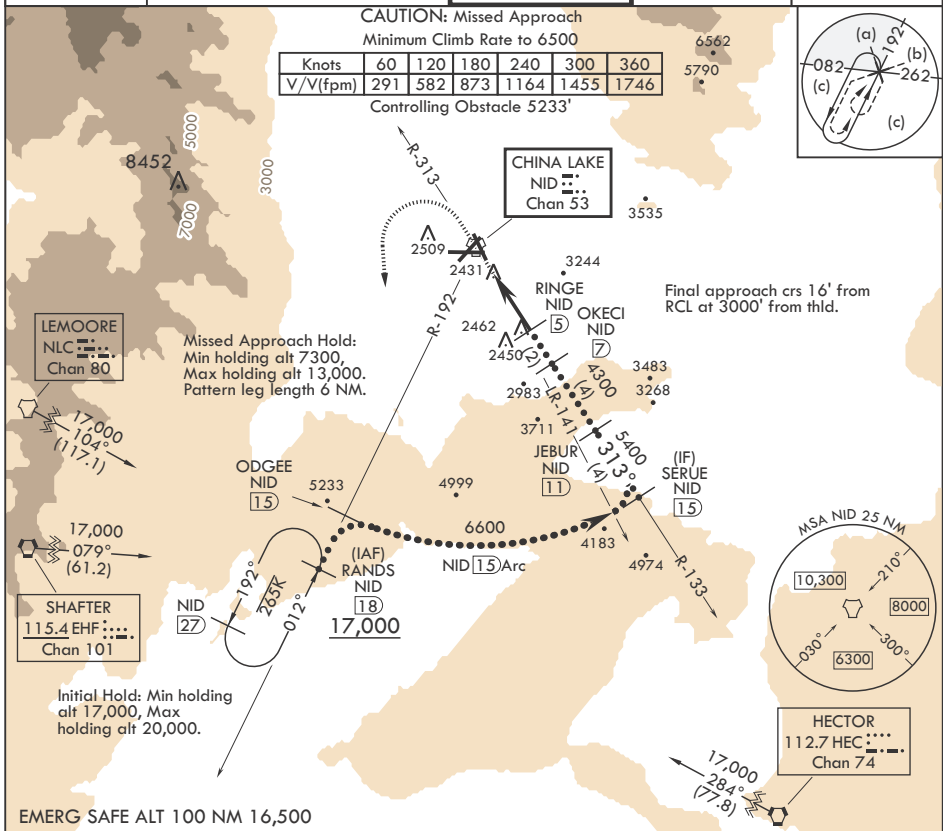 CAUTION: Missed Approach
Minimum Climb Rate to 6500
Knots 60 120 180 240 300 360
V/V(fpm) 291 582 873 1164 1455 1746
Controlling Obstacle 5233'
6562
5790
(a)
192
(b)
082
262
(c)
(c)
5000
8452
3000
7000
R-313
CHINA LAKE
NID
Chan 53
3535
2509
2431
3244
R-192
RINGE
NID
5
OKECI
NID
7
Final approach crs 16' from
RCL at 3000' from thld.
2462
2450
(2)
LEMOORE
NLC
Chan 80
Missed Approach Hold:
Min holding alt 7300,
Max holding alt 13,000.
Pattern leg length 6 NM.
4300
(4)
3483
3268
2983
LR-141
3711
17,000
104°
(117.1)
JEBUR
NID
11
(4)
5400
313°
(IF)
SERUE
NID
15
ODGEE
NID
15
5233
4999
6600
4183
NID 15 Arc
4974
R-133
17,000
079°
(61.2)
(IAF)
RANDS
NID
18
17,000
192°
265K
012°
NID
27
SHAFTER
115.4 EHF
Chan 101
MSA NID 25 NM
210°
10,300
8000
030°
300°
6300
Initial Hold: Min holding
alt 17,000, Max
holding alt 20,000.
HECTOR
112.7 HEC
Chan 74
17,000
284°
(77.8)
EMERG SAFE ALT 100 NM 16,500